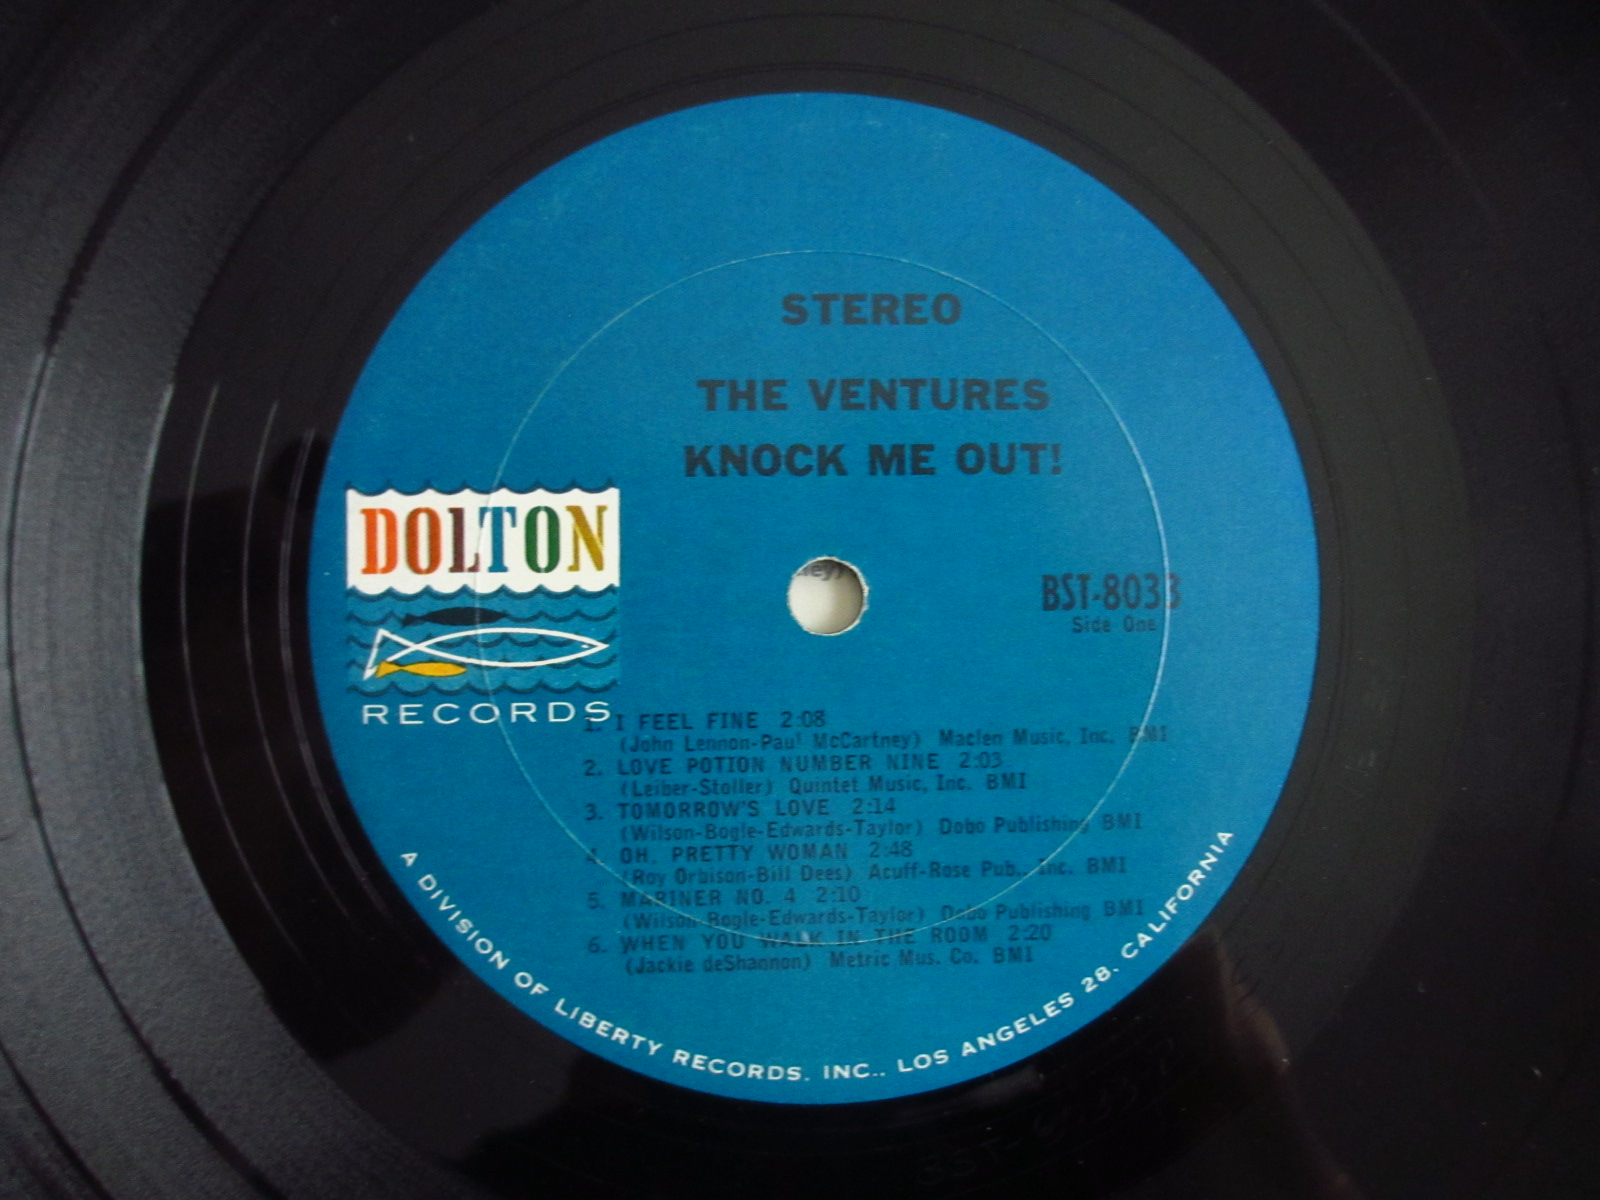 STEREO
THE VENTURES
KNOCK ME OUT!
DOLTON
RECORDS
BST-8033
Side One
1. I FEEL FINE 2:08
(John Lennon-Paul McCartney) Maclen Music, Inc. BMI
2. LOVE POTION NUMBER NINE 2:03
(Leiber-Stoller) Quintet Music, Inc. BMI
3. TOMORROW'S LOVE 2:14
(Wilson-Bogle-Edwards-Taylor) Dobo Publishing BMI
4. OH, PRETTY WOMAN 2:48
(Roy Orbison-Bill Dees) Acuff-Rose Pub., Inc. BMI
5. MARINER NO. 4 2:10
(Wilson-Bogle-Edwards-Taylor) Dobo Publishing BMI
6. WHEN YOU WALK IN THE ROOM 2:20
(Jackie deShannon) Metric Mus. Co. BMI
A DIVISION OF LIBERTY RECORDS, INC., LOS ANGELES 28, CALIFORNIA